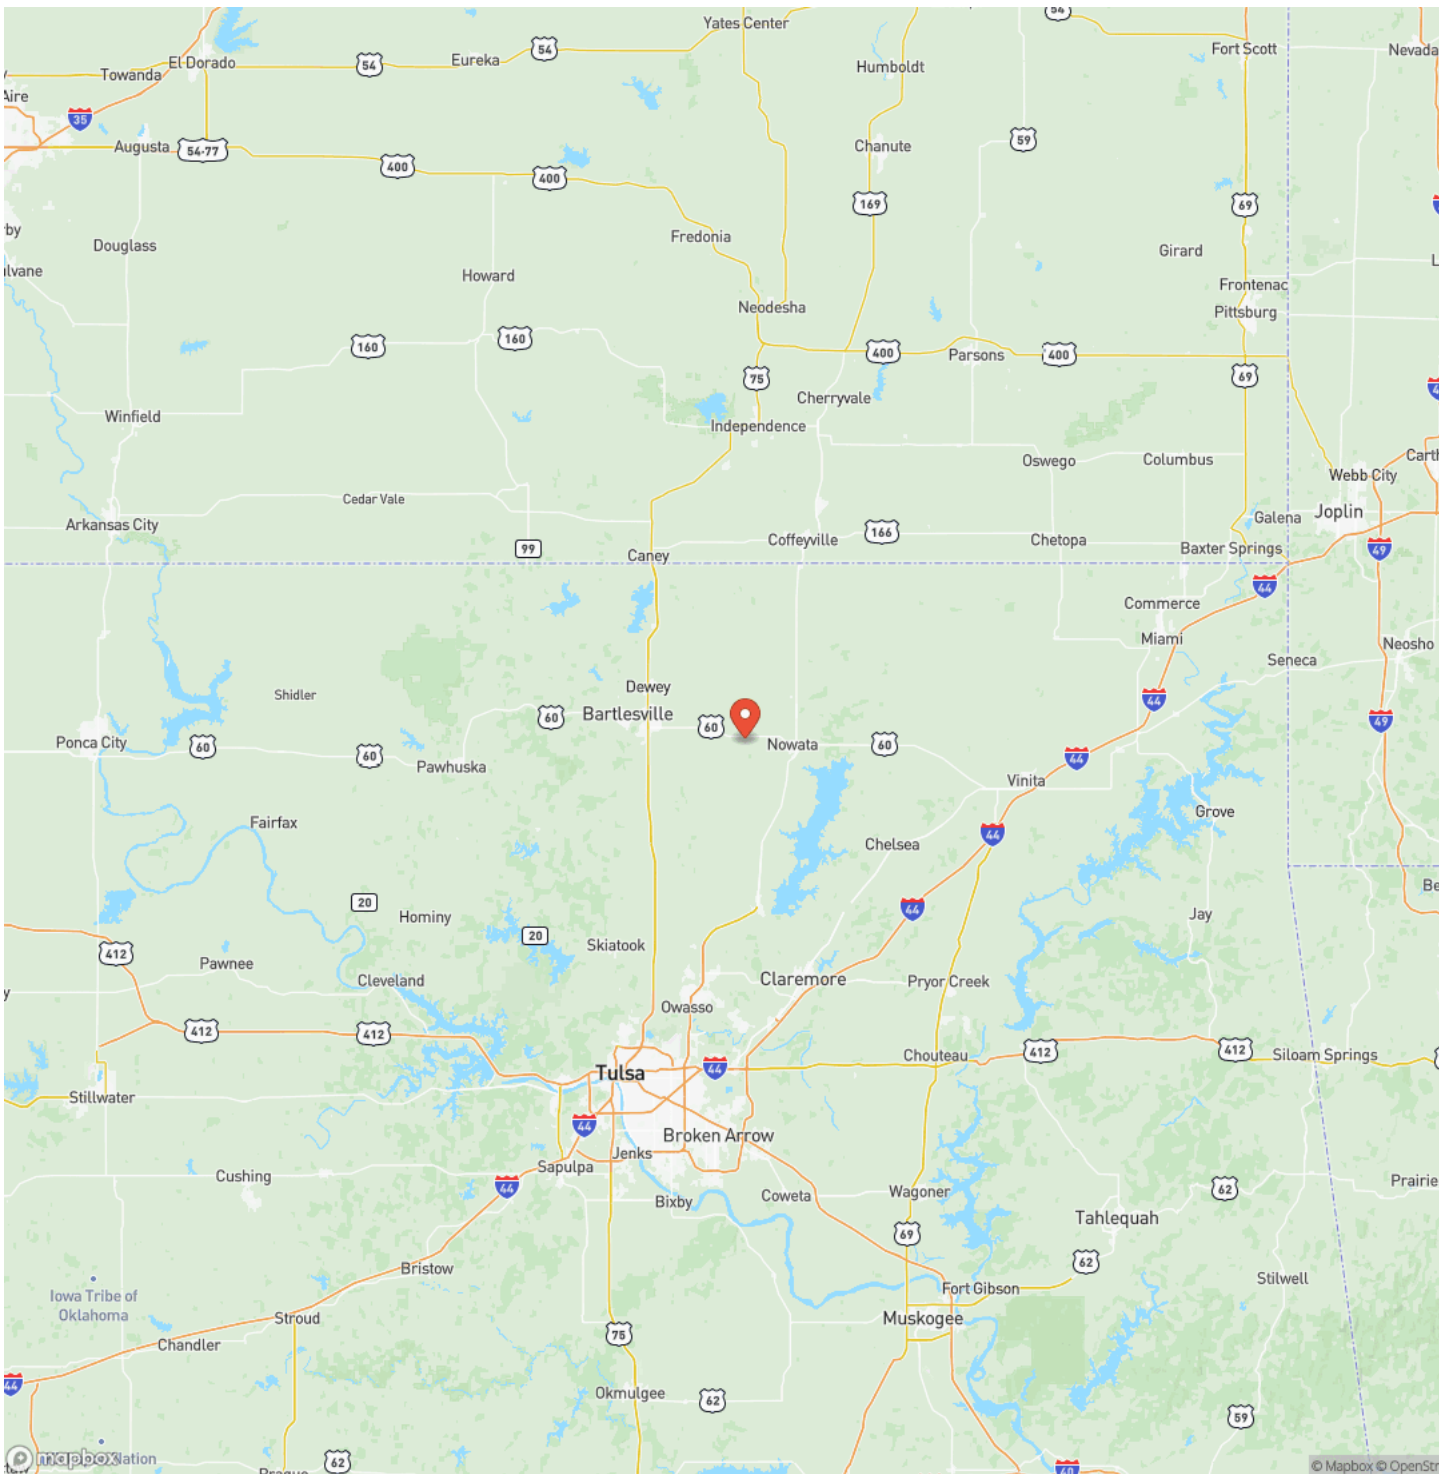 Yates Center
54
Fort Scott
Nevada
El Dorado
54
Eureka
54
Towanda
Humboldt
Aire
35
Augusta
54-77
400
400
Chanute
59
169
69
Fredonia
Douglass
Girard
Howard
Frontenac
Neodesha
Pittsburg
160
160
400
Parsons
400
75
69
Cherryvale
Winfield
Independence
Oswego
Columbus
Webb City
Cedar Vale
Joplin
Arkansas City
Galena
99
Caney
Coffeyville
166
Chetopa
Baxter Springs
49
44
Commerce
Miami
Neosho
Seneca
Shidler
Dewey
Bartlesville
44
60
60
49
Ponca City
60
60
Nowata
60
44
Pawhuska
Vinita
Fairfax
Grove
44
Chelsea
20
Hominy
44
Jay
20
Skiatook
412
Pawnee
Cleveland
Claremore
Pryor Creek
Owasso
412
412
Chouteau
412
412
Siloam Springs
Tulsa
44
Stillwater
44
Broken Arrow
Jenks
Sapulpa
Cushing
44
Bixby
Coweta
Wagoner
62
Prairie
Tahlequah
69
62
Bristow
Stilwell
Iowa Tribe of
Oklahoma
Fort Gibson
Stroud
Muskogee
75
Chandler
44
Okmulgee
62
59
mapbox
Nation
62
Prague
40
© Mapbox © OpenStr